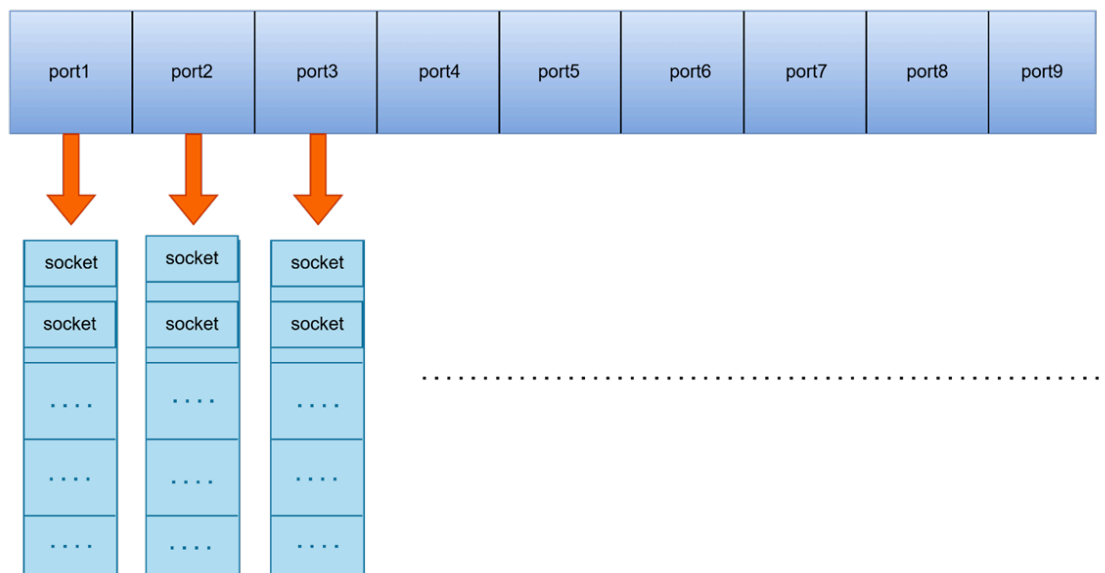 port1 port2 port3 port4 port5 port6 port7 port8 port9
socket socket socket
socket socket socket
. . . . . . . . . . . .
. . . . . . . . . . . .
. . . . . . . . . . . .